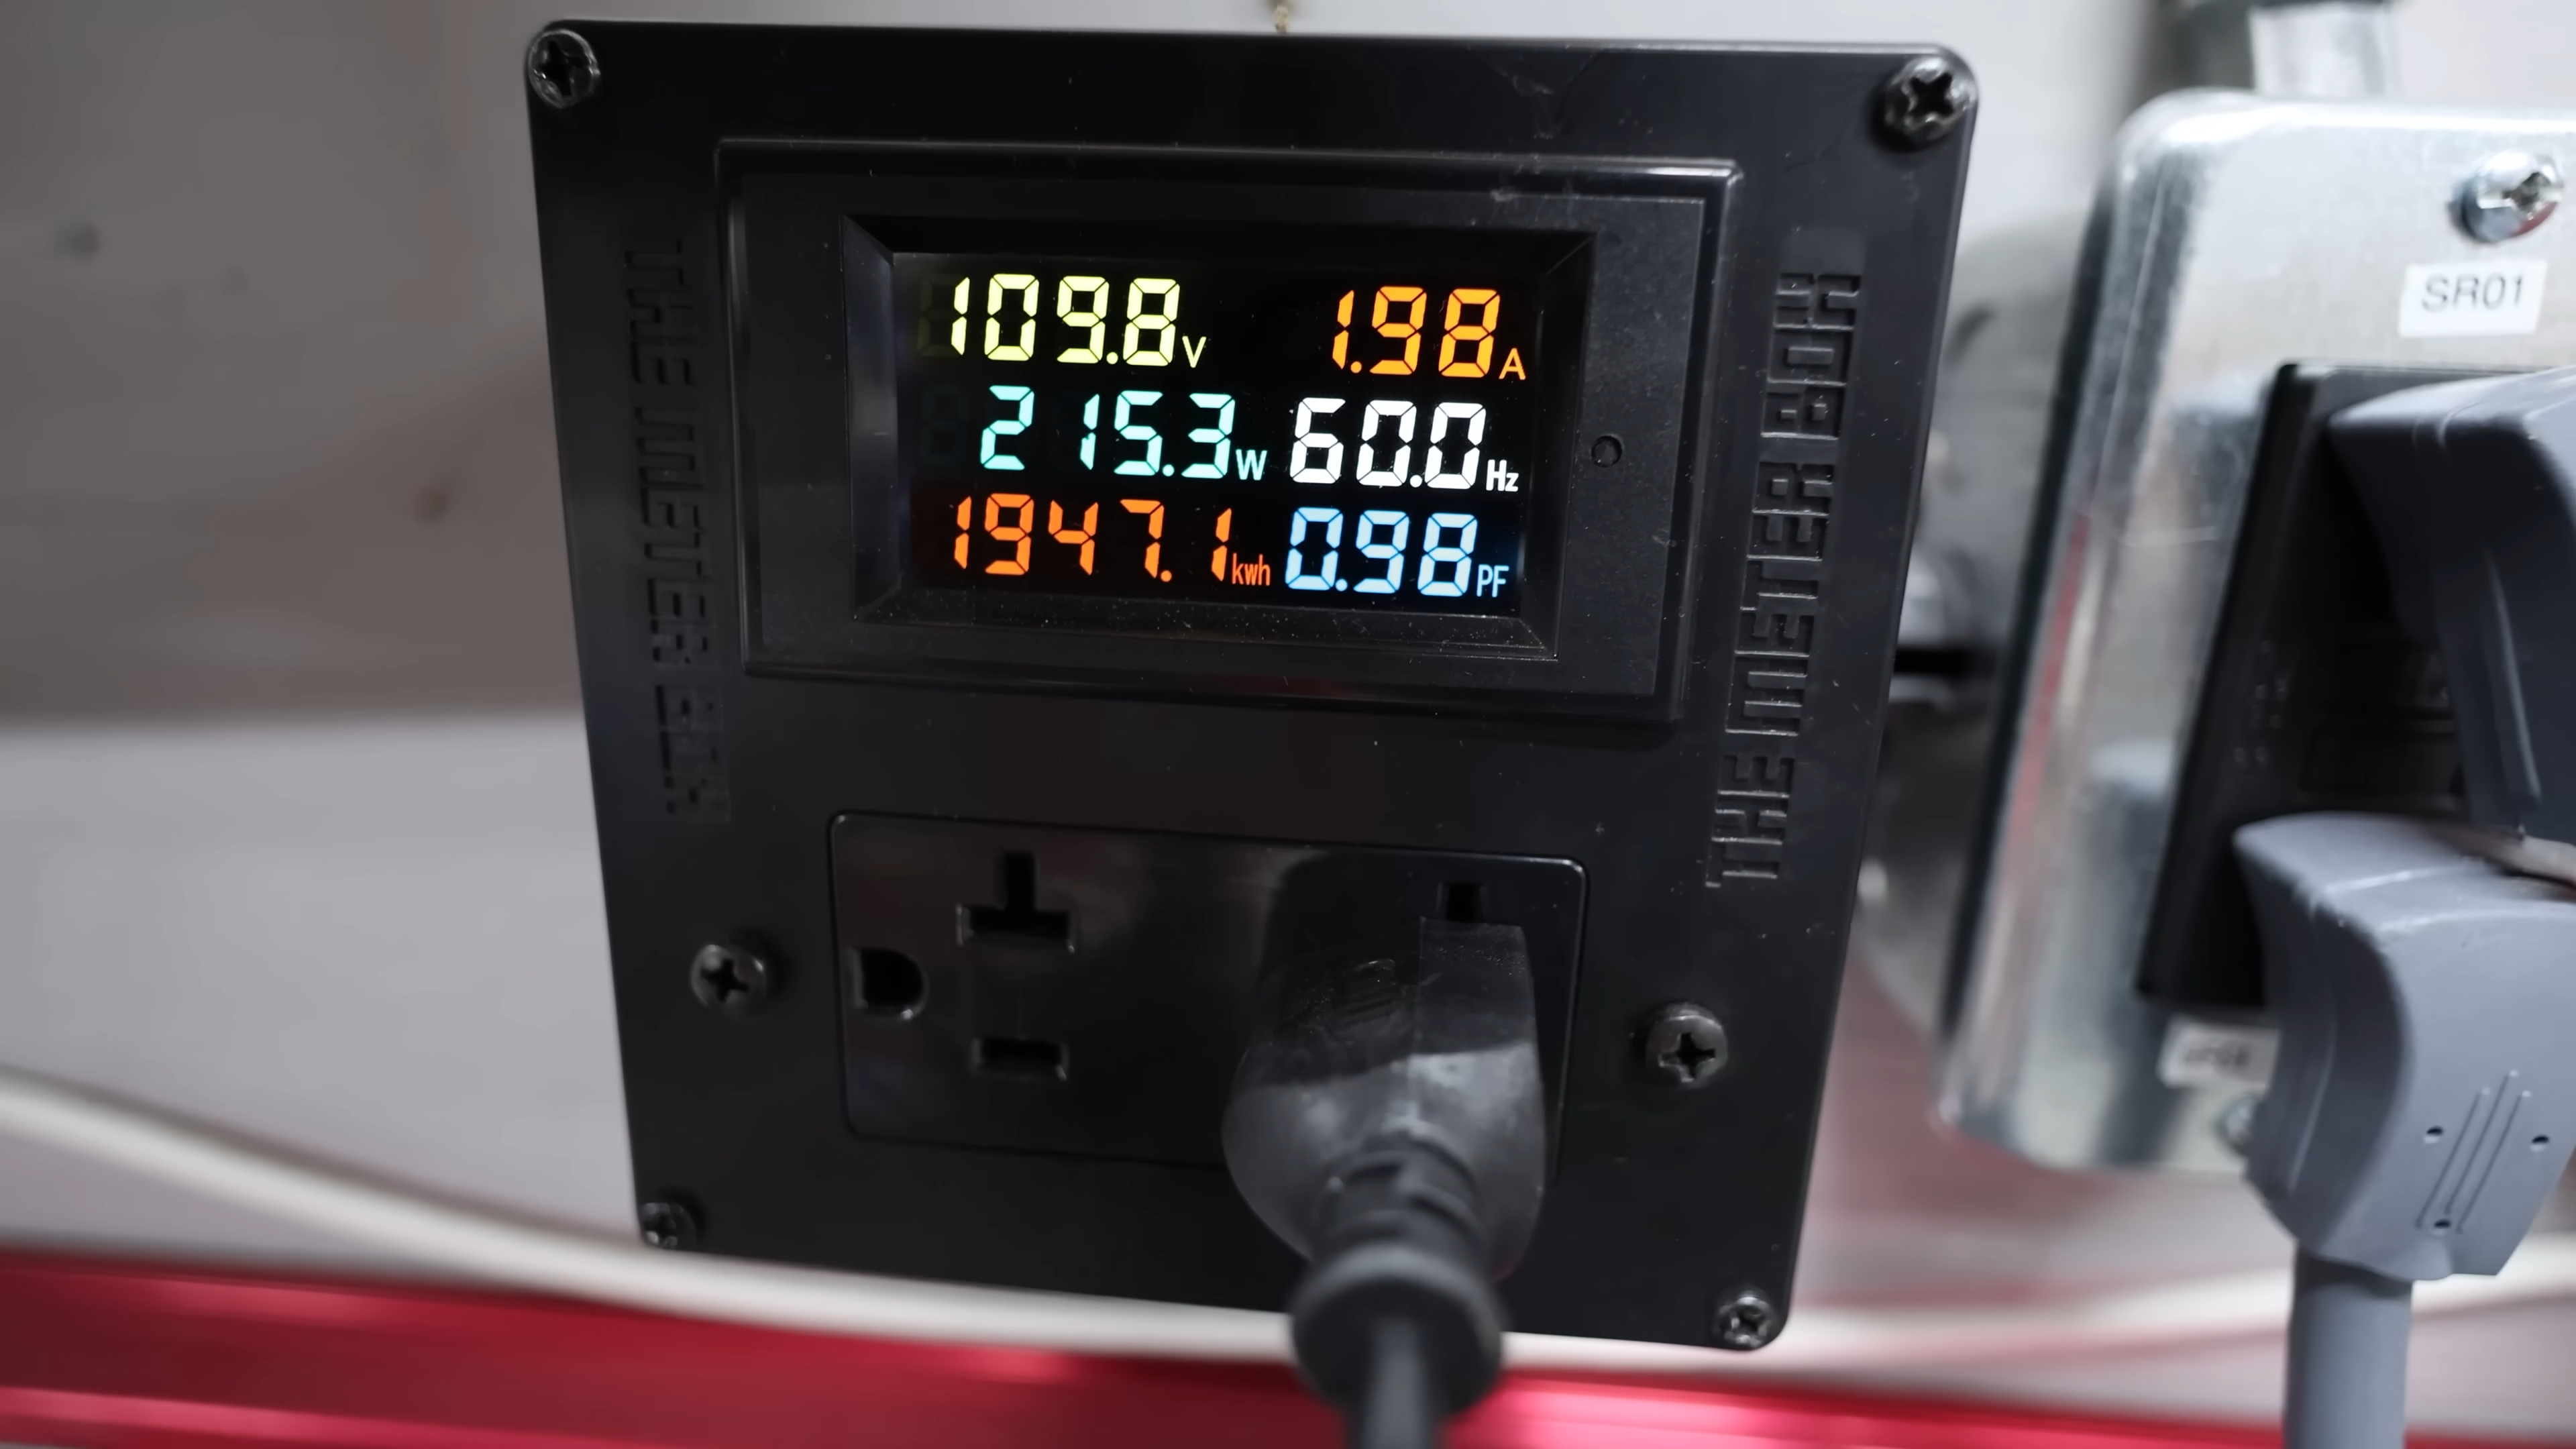 109.8V 1.98A
215.3W 60.0Hz
1947.1kwh 0.98PF
THE METER BOX
THE METER BOX
SR01